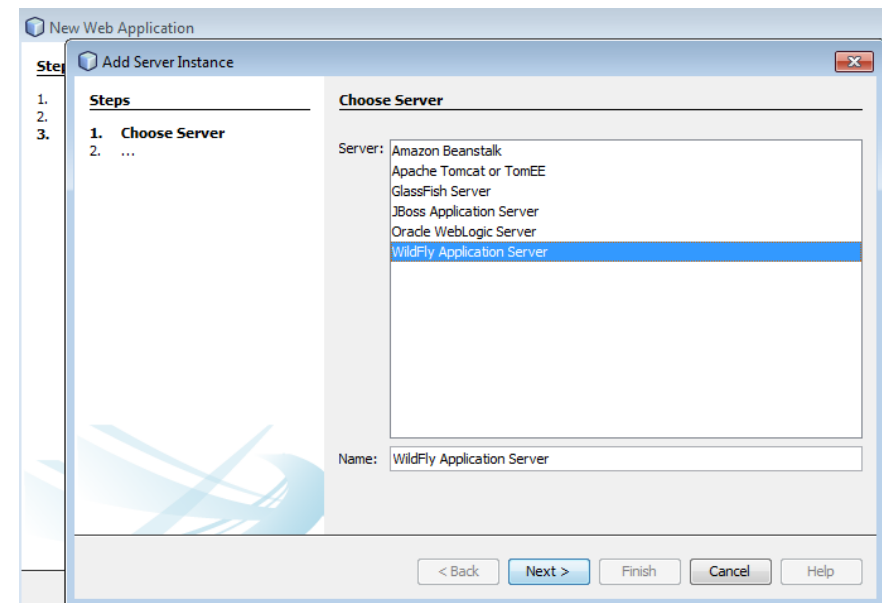 New Web Application
Add Server Instance
Steps
1.
2.
3.
Steps
1. Choose Server
2. ...
Choose Server
Server:
Amazon Beanstalk
Apache Tomcat or TomEE
GlassFish Server
JBoss Application Server
Oracle WebLogic Server
WildFly Application Server
Name: WildFly Application Server
< Back Next > Finish Cancel Help